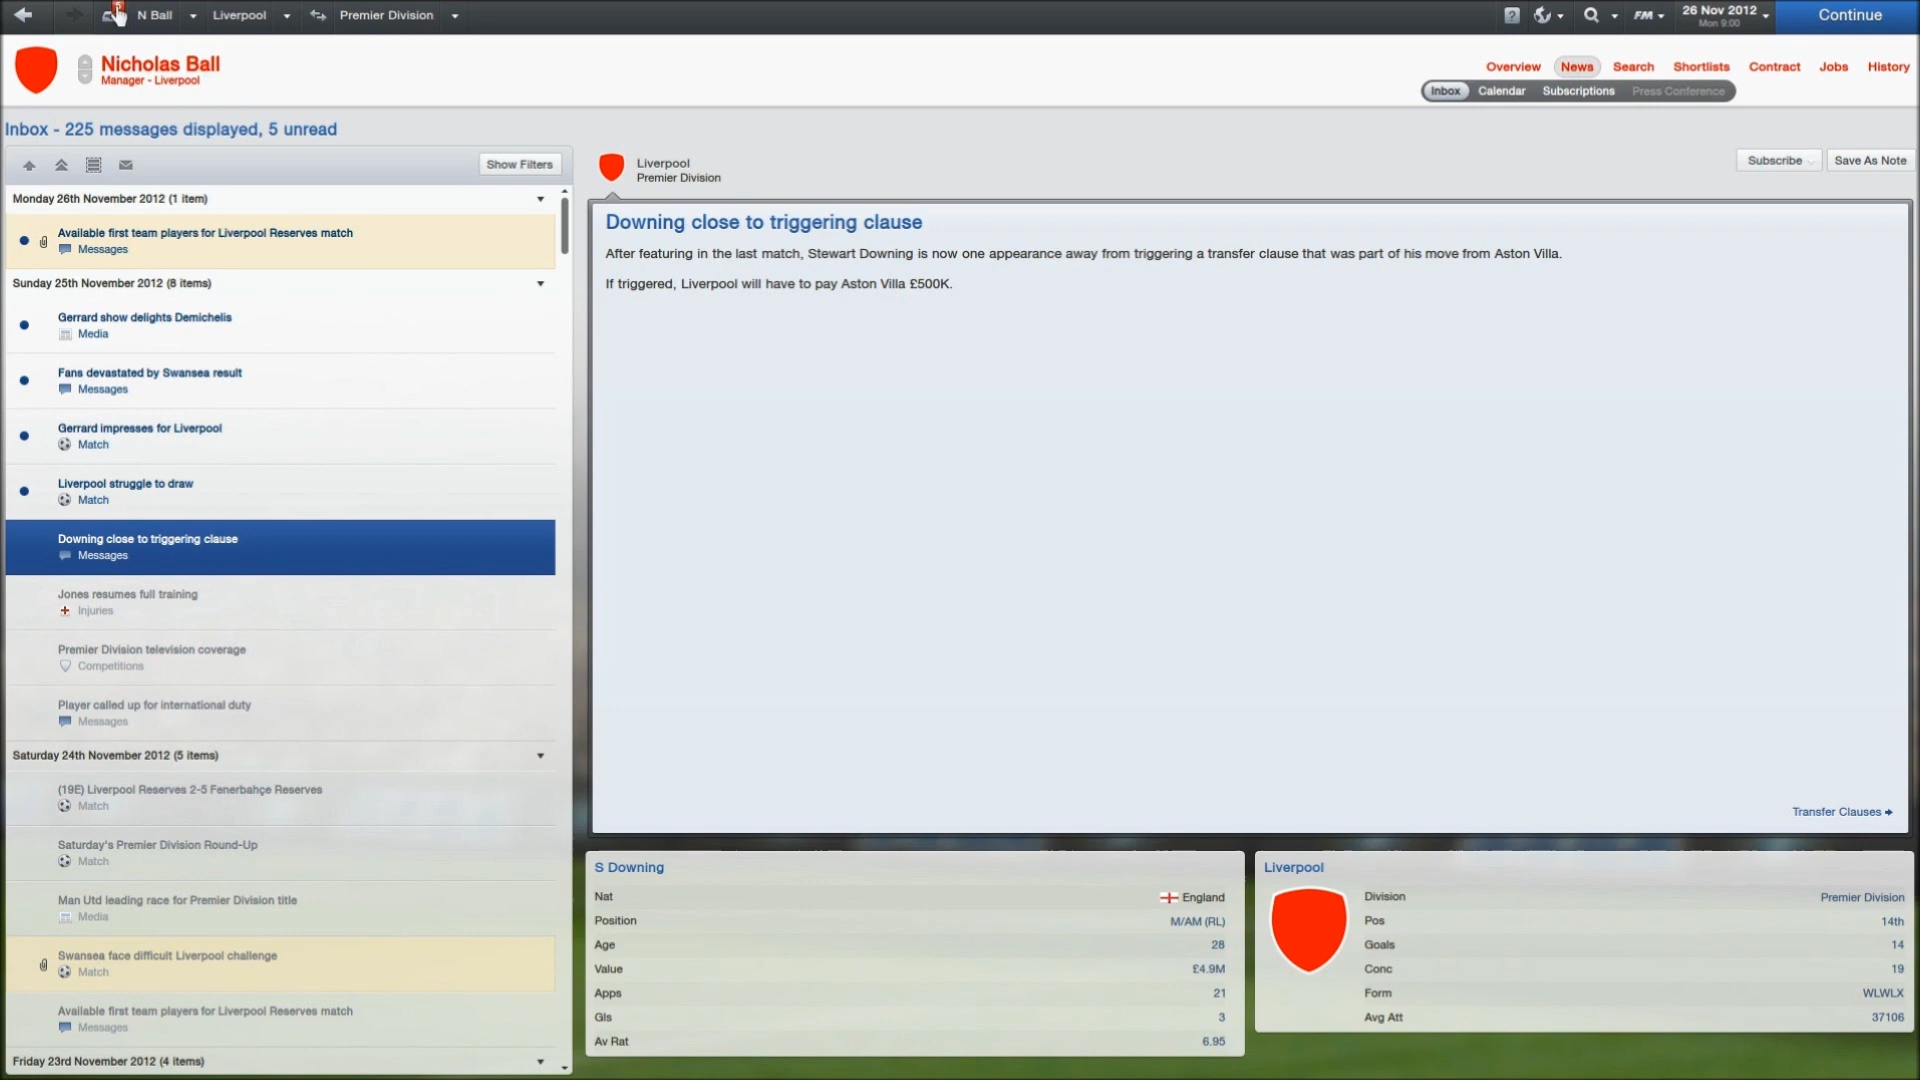 5
N Ball
Liverpool
Premier Division
FM
26 Nov 2012
Mon 9:00
Continue
Nicholas Ball
Manager - Liverpool
Overview News Search Shortlists Contract Jobs History
Inbox Calendar Subscriptions Press Conference
Inbox - 225 messages displayed, 5 unread
Show Filters
Monday 26th November 2012 (1 item)
Available first team players for Liverpool Reserves match
Messages
Sunday 25th November 2012 (8 items)
Gerrard show delights Demichelis
Media
Fans devastated by Swansea result
Messages
Gerrard impresses for Liverpool
Match
Liverpool struggle to draw
Match
Downing close to triggering clause
Messages
Jones resumes full training
Injuries
Premier Division television coverage
Competitions
Player called up for international duty
Messages
Saturday 24th November 2012 (5 items)
(19E) Liverpool Reserves 2-5 Fenerbahçe Reserves
Match
Saturday's Premier Division Round-Up
Match
Man Utd leading race for Premier Division title
Media
Swansea face difficult Liverpool challenge
Match
Available first team players for Liverpool Reserves match
Messages
Friday 23rd November 2012 (4 items)
Liverpool
Premier Division
Subscribe
Save As Note
Downing close to triggering clause
After featuring in the last match, Stewart Downing is now one appearance away from triggering a transfer clause that was part of his move from Aston Villa.
If triggered, Liverpool will have to pay Aston Villa £500K.
Transfer Clauses
S Downing
Nat England
Position M/AM (RL)
Age 28
Value £4.9M
Apps 21
Gls 3
Av Rat 6.95
Liverpool
Division Premier Division
Pos 14th
Goals 14
Conc 19
Form WLWLX
Avg Att 37106